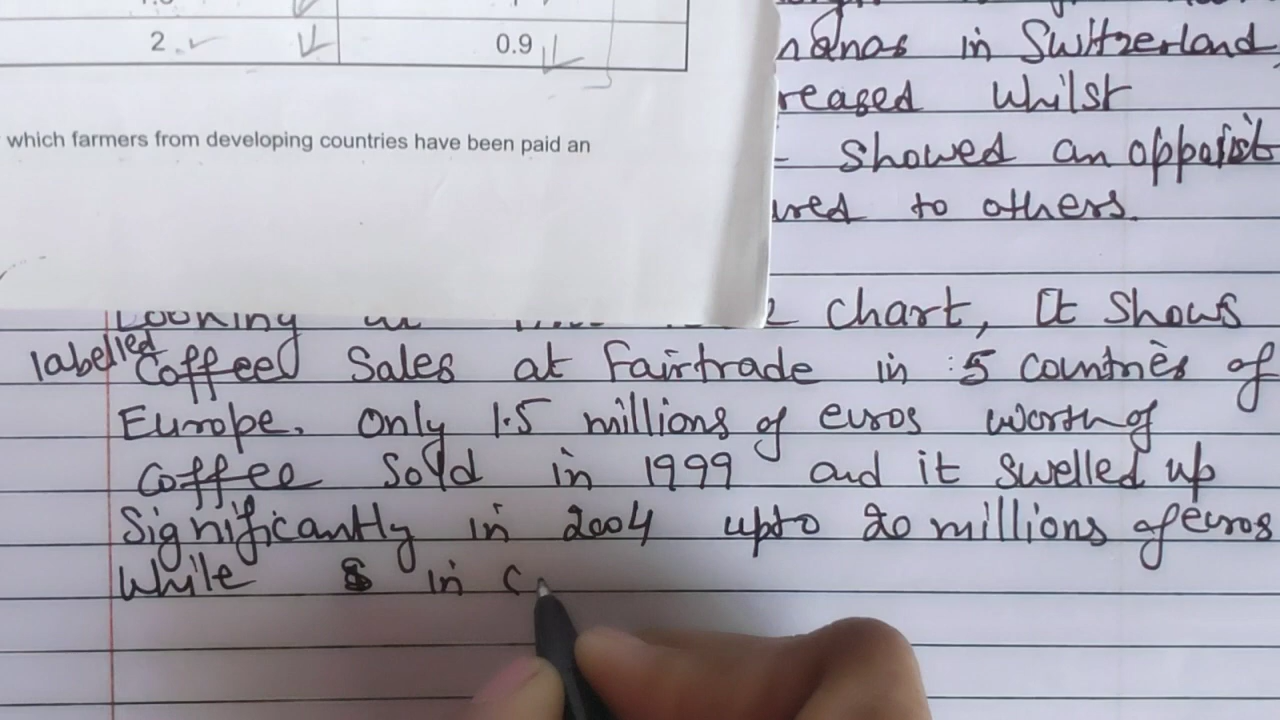 2 0.9
which farmers from developing countries have been paid an
in Switzerland,
reased whilst
showed an
ured to others.
Looking chart, It shows
labelled
Coffee Sales at Fairtrade in 5 countries of
Europe. Only 1.5 millions of euros worth of
Coffee Sold in 1999 and it swelled up
Significantly in 2004 upto 20 millions of euros
While in c